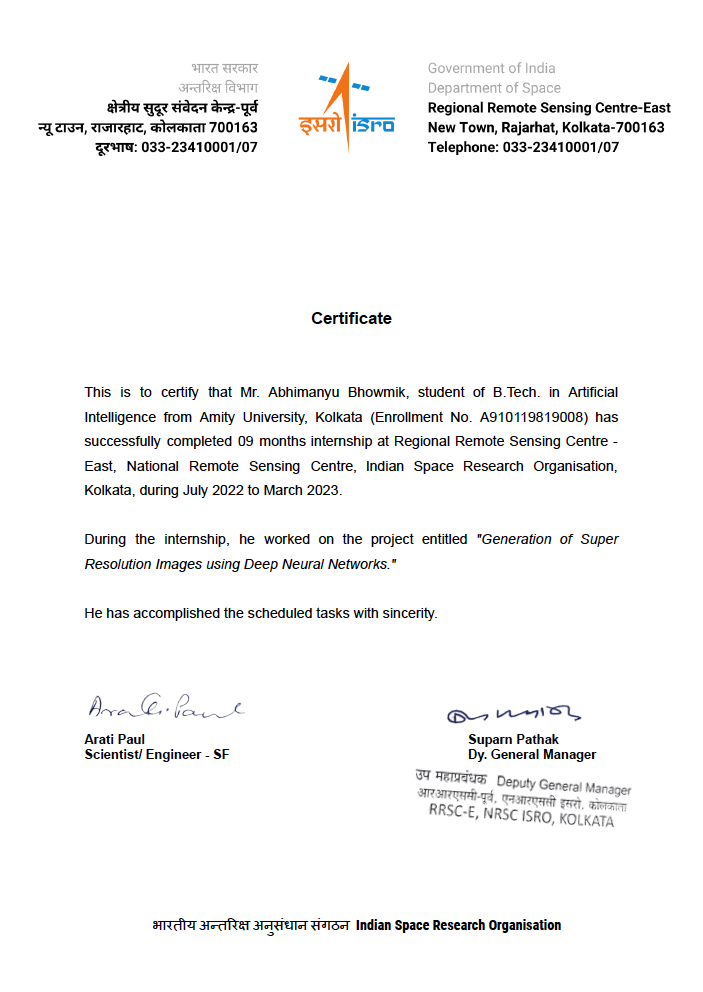 भारत सरकार
अन्तरिक्ष विभाग
क्षेत्रीय सुदूर संवेदन केन्द्र-पूर्व
न्यू टाउन, राजारहाट, कोलकाता 700163
दूरभाष: 033-23410001/07
इसरो isro
Government of India
Department of Space
Regional Remote Sensing Centre-East
New Town, Rajarhat, Kolkata-700163
Telephone: 033-23410001/07
Certificate
This is to certify that Mr. Abhimanyu Bhowmik, student of B.Tech. in Artificial
Intelligence from Amity University, Kolkata (Enrollment No. A910119819008) has
successfully completed 09 months internship at Regional Remote Sensing Centre -
East, National Remote Sensing Centre, Indian Space Research Organisation,
Kolkata, during July 2022 to March 2023.
During the internship, he worked on the project entitled "Generation of Super
Resolution Images using Deep Neural Networks."
He has accomplished the scheduled tasks with sincerity.
Arati Paul
Arati Paul
Scientist/ Engineer - SF
Suparn Pathak
Dy. General Manager
उप महाप्रबंधक Deputy General Manager
आरआरएससी-पूर्व, एनआरएससी इसरो, कोलकाता
RRSC-E, NRSC ISRO, KOLKATA
भारतीय अन्तरिक्ष अनुसंधान संगठन Indian Space Research Organisation